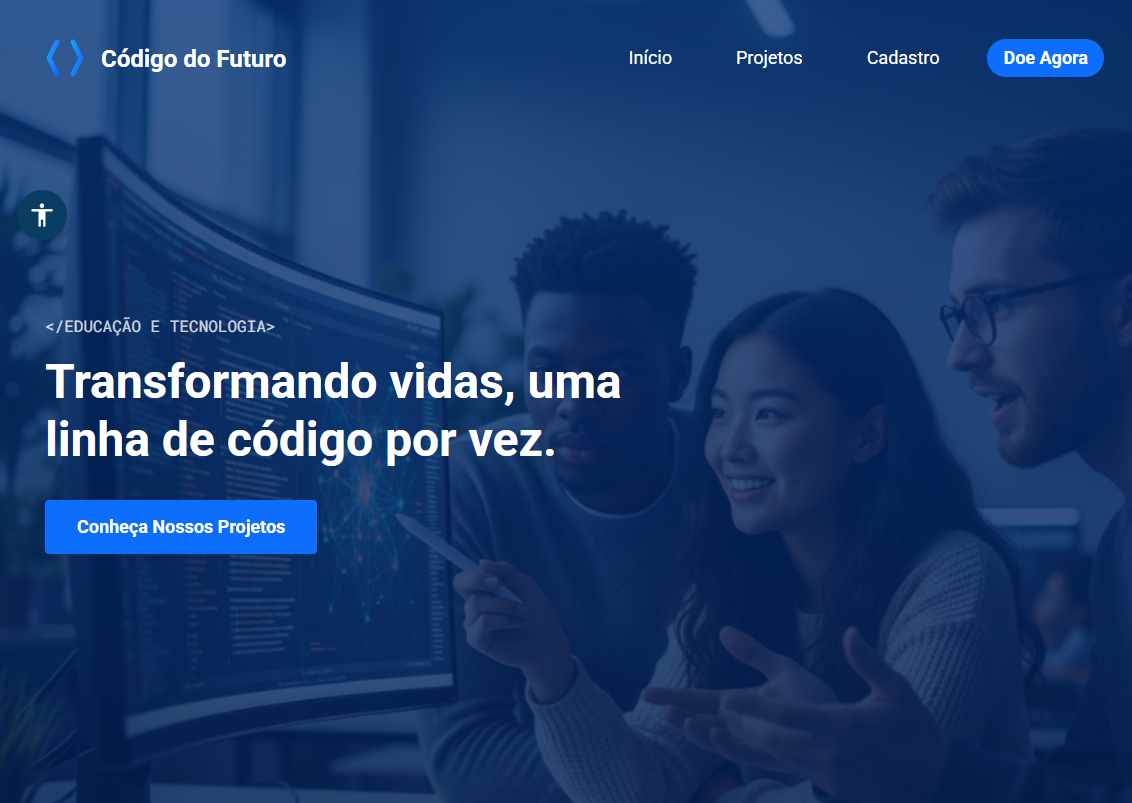 Código do Futuro
Início
Projetos
Cadastro
Doe Agora
</EDUCAÇÃO E TECNOLOGIA>
Transformando vidas, uma
linha de código por vez.
Conheça Nossos Projetos